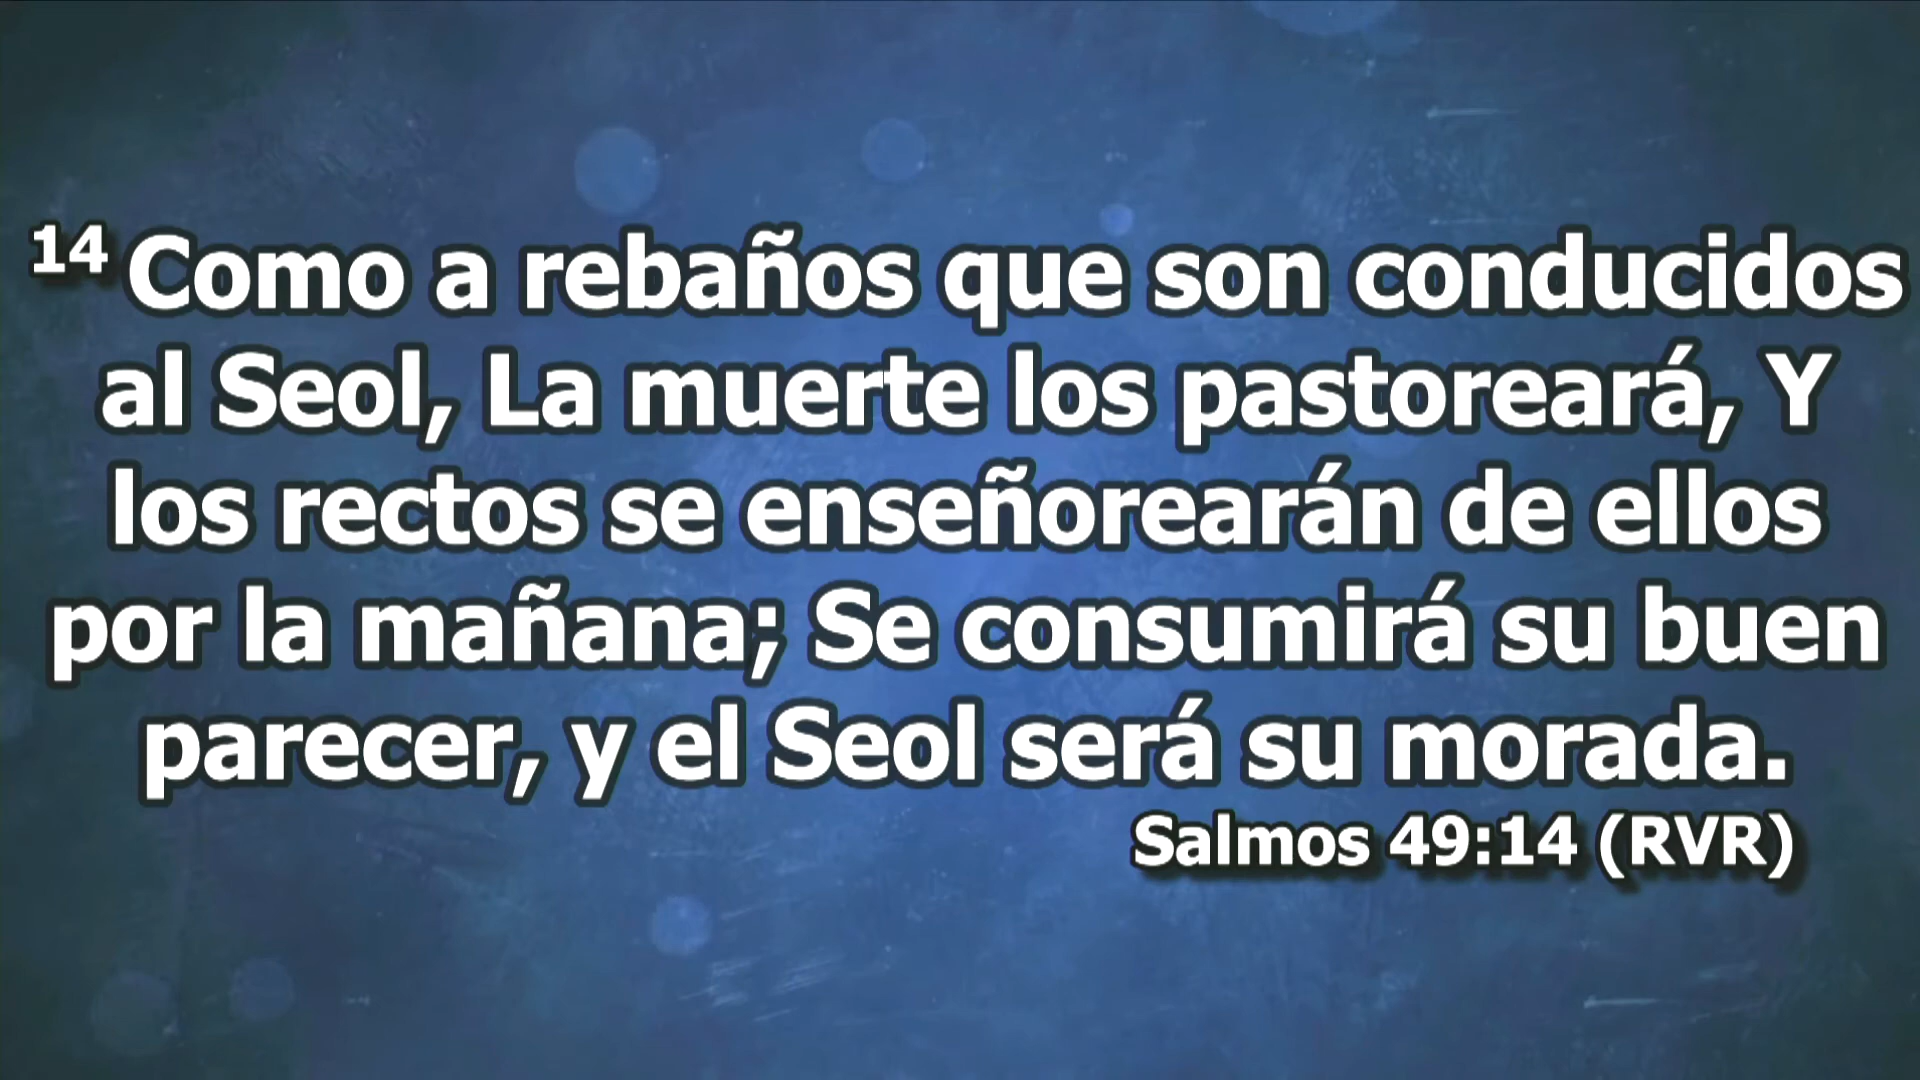 14 Como a rebaños que son conducidos
al Seol, La muerte los pastoreará, Y
los rectos se enseñorearán de ellos
por la mañana; Se consumirá su buen
parecer, y el Seol será su morada.
Salmos 49:14 (RVR)